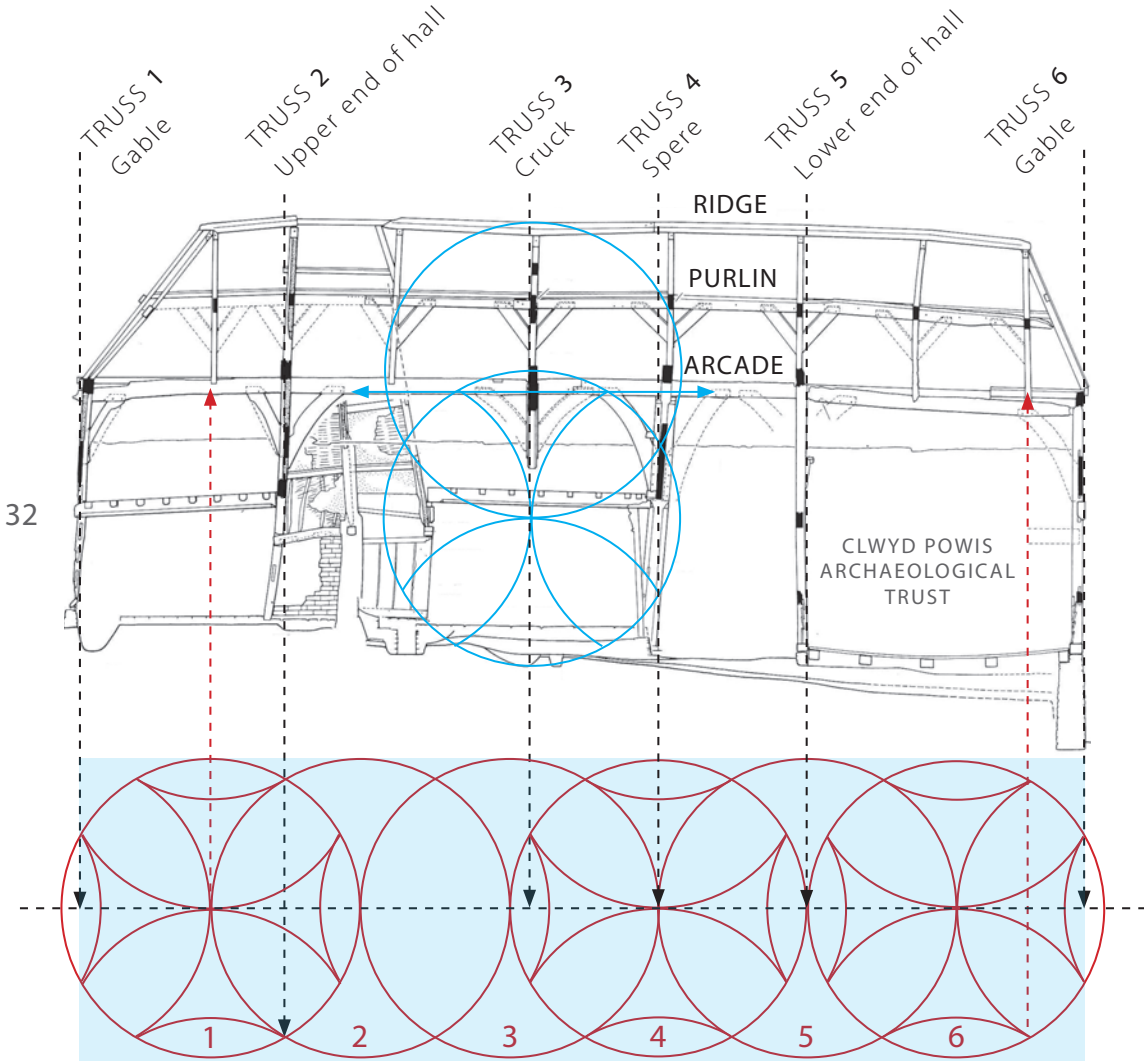 TRUSS 1
Gable
TRUSS 2
Upper end of hall
TRUSS 3
Cruck
TRUSS 4
Spere
TRUSS 5
Lower end of hall
TRUSS 6
Gable
RIDGE
PURLIN
ARCADE
32
CLWYD POWIS
ARCHAEOLOGICAL
TRUST
1 2 3 4 5 6